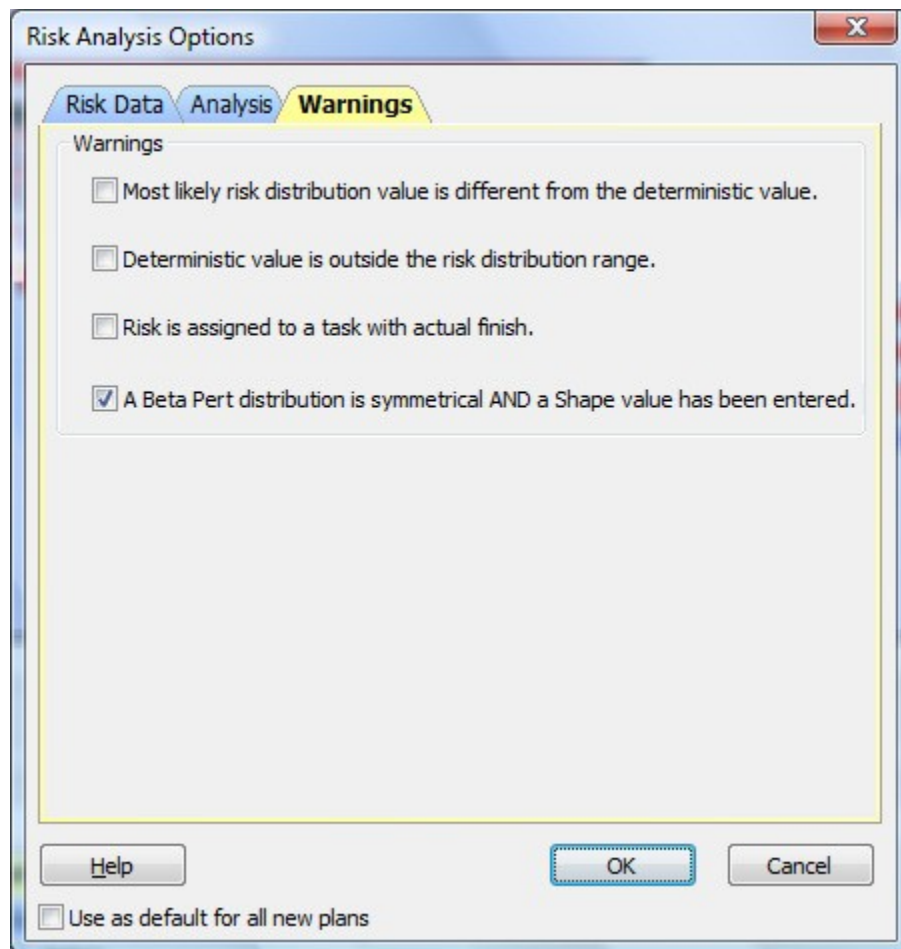 Risk Analysis Options
Risk Data Analysis Warnings
Warnings
Most likely risk distribution value is different from the deterministic value.
Deterministic value is outside the risk distribution range.
Risk is assigned to a task with actual finish.
A Beta Pert distribution is symmetrical AND a Shape value has been entered.
Help OK Cancel
Use as default for all new plans